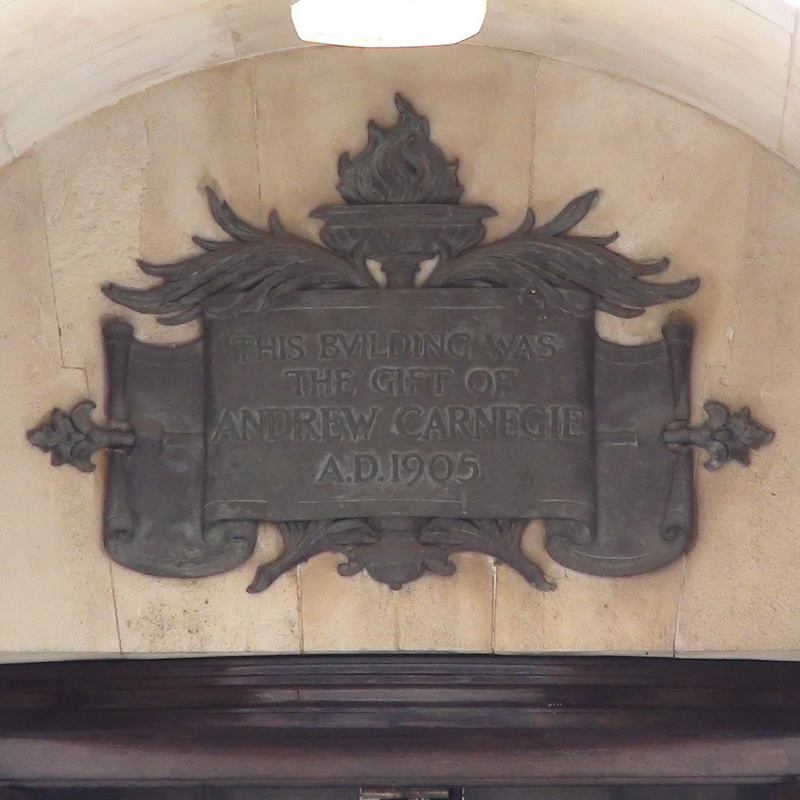 THIS BVILDING WAS
THE GIFT OF
ANDREW CARNEGIE
A.D.1905